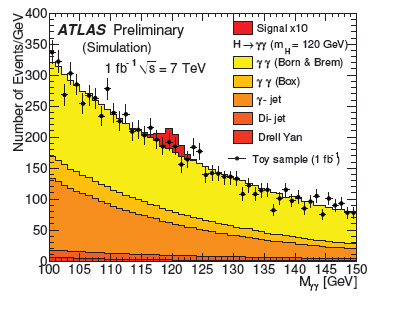 ATLAS Preliminary
(Simulation)
1 fb⁻¹ √s = 7 TeV
Signal x10
H→γγ (m_H = 120 GeV)
γγ (Born & Brem)
γγ (Box)
γ- jet
Di- jet
Drell Yan
Toy sample (1 fb⁻¹)
Number of Events/GeV
400
350
300
250
200
150
100
50
0
100 105 110 115 120 125 130 135 140 145 150
Mγγ [GeV]